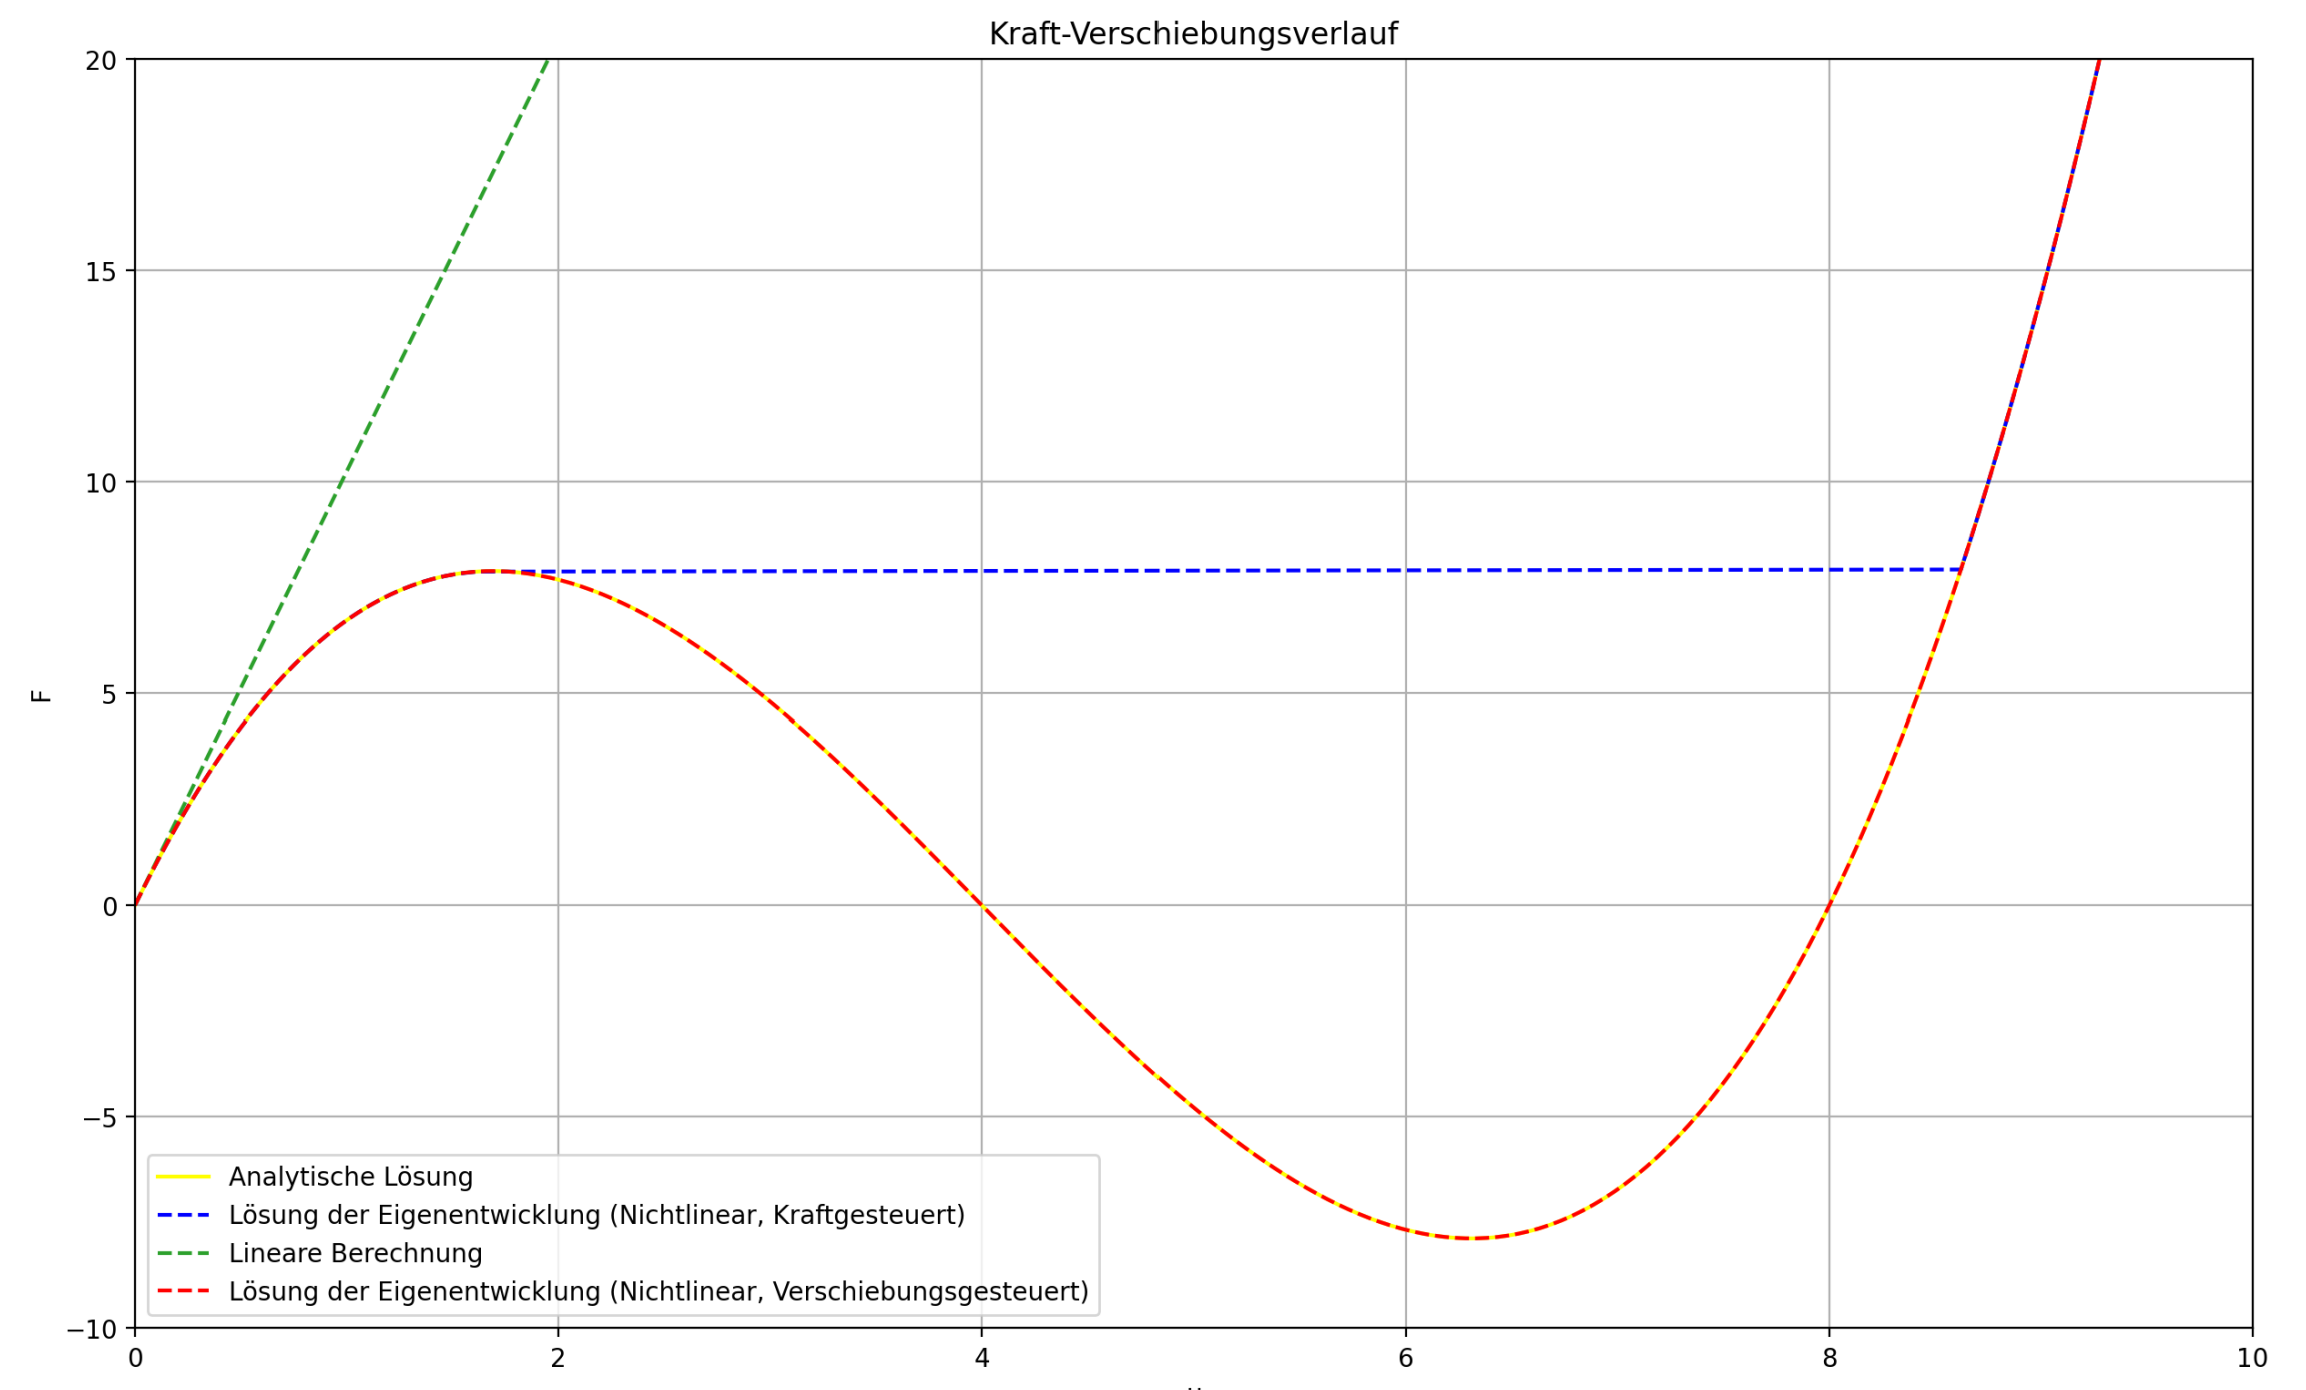 Kraft-Verschiebungsverlauf
20
15
10
5
0
−5
−10
F
Analytische Lösung
Lösung der Eigenentwicklung (Nichtlinear, Kraftgesteuert)
Lineare Berechnung
Lösung der Eigenentwicklung (Nichtlinear, Verschiebungsgesteuert)
0 2 4 6 8 10